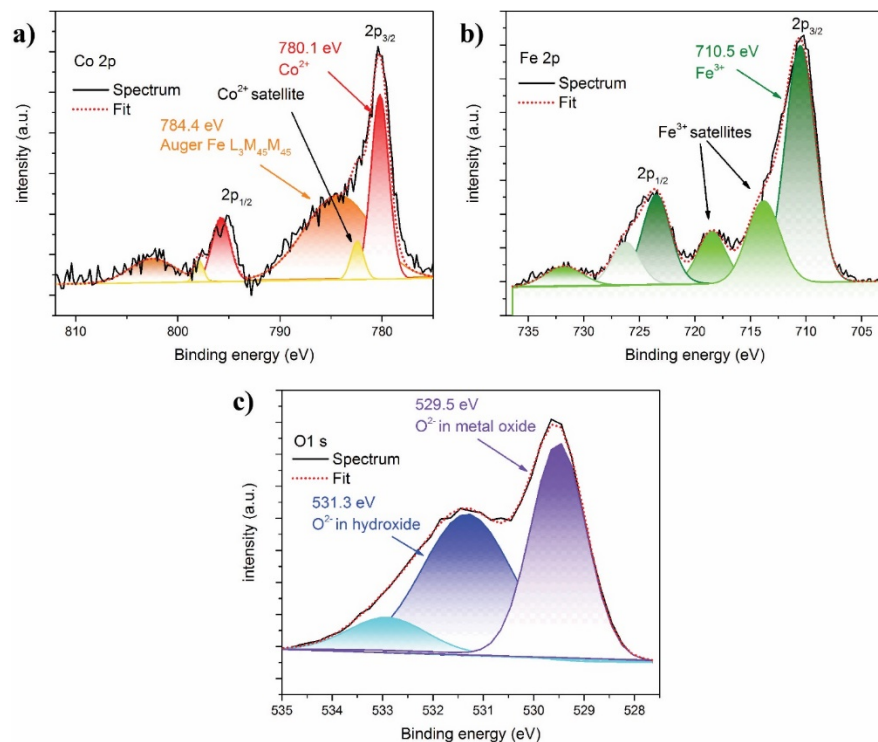 a)
Co 2p
Spectrum
Fit
784.4 eV
Auger Fe L₃M₄₅M₄₅
2p₁/₂
Co²⁺ satellite
780.1 eV
Co²⁺
2p₃/₂
intensity (a.u.)
810 800 790 780
Binding energy (eV)
b)
Fe 2p
Spectrum
Fit
710.5 eV
Fe³⁺
2p₃/₂
Fe³⁺ satellites
2p₁/₂
intensity (a.u.)
735 730 725 720 715 710 705
Binding energy (eV)
c)
O1 s
Spectrum
Fit
529.5 eV
O²⁻ in metal oxide
531.3 eV
O²⁻ in hydroxide
intensity (a.u.)
535 534 533 532 531 530 529 528
Binding energy (eV)